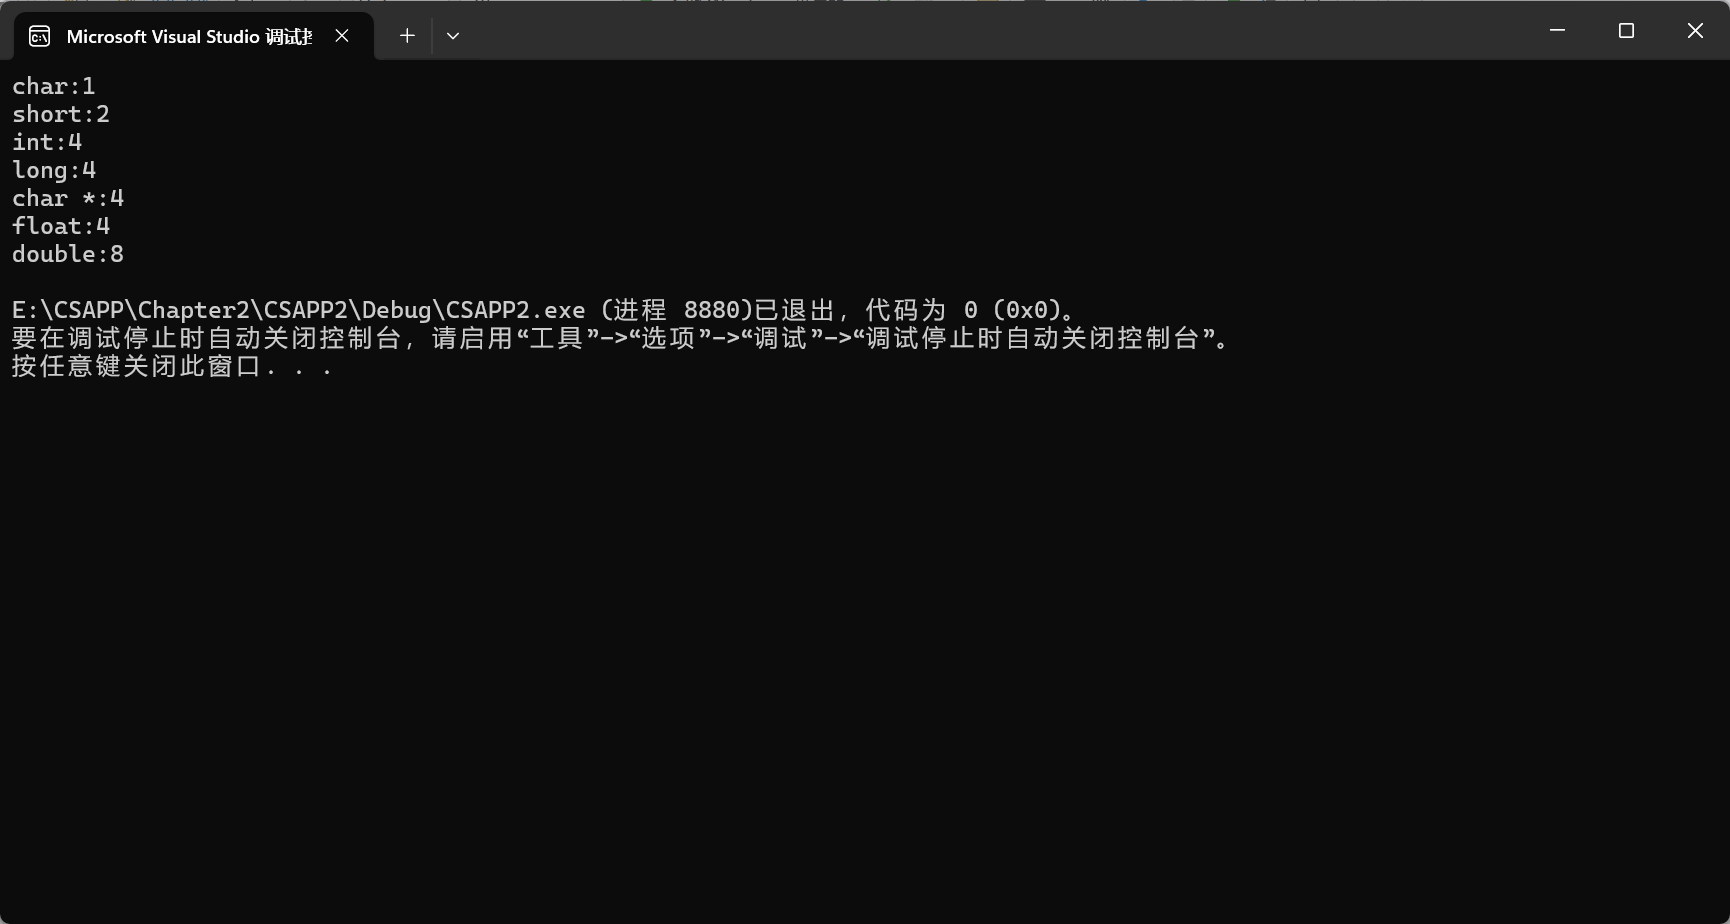 Microsoft Visual Studio 调试
char:1
short:2
int:4
long:4
char *:4
float:4
double:8
E:\CSAPP\Chapter2\CSAPP2\Debug\CSAPP2.exe (进程 8880)已退出，代码为 0 (0x0)。
要在调试停止时自动关闭控制台，请启用“工具”->“选项”->“调试”->“调试停止时自动关闭控制台”。
按任意键关闭此窗口. . .